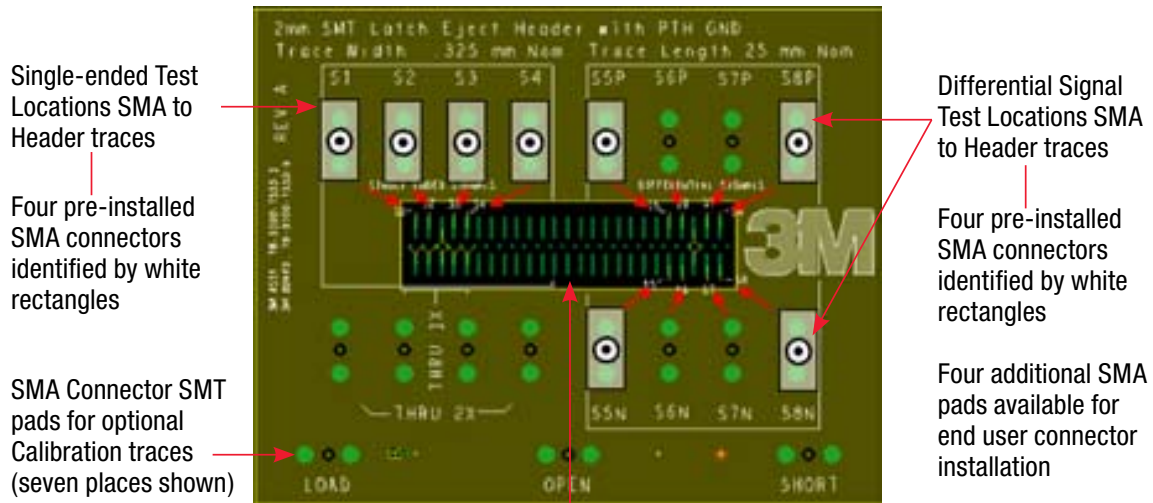 2mm SMT Latch Eject Header with PTH GND
Trace Width .325 mm Nom Trace Length 25 mm Nom
S1 S2 S3 S4 S5P S6P S7P S8P
REV A
Single-ended Test
Locations SMA to
Header traces
Four pre-installed
SMA connectors
identified by white
rectangles
SMA Connector SMT
pads for optional
Calibration traces
(seven places shown)
3M
THRU 2X
THRU 2X
S5N S6N S7N S8N
LOAD OPEN SHORT
Differential Signal
Test Locations SMA
to Header traces
Four pre-installed
SMA connectors
identified by white
rectangles
Four additional SMA
pads available for
end user connector
installation